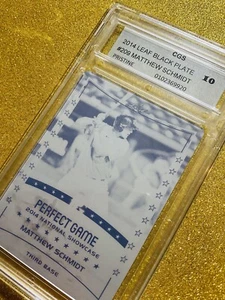 CGS
2014 LEAF BLACK PLATE
#209 MATTHEW SCHMIDT
PRISTINE
0102369920
10
PERFECT GAME
2014 NATIONAL SHOWCASE
MATTHEW SCHMIDT
THIRD BASE